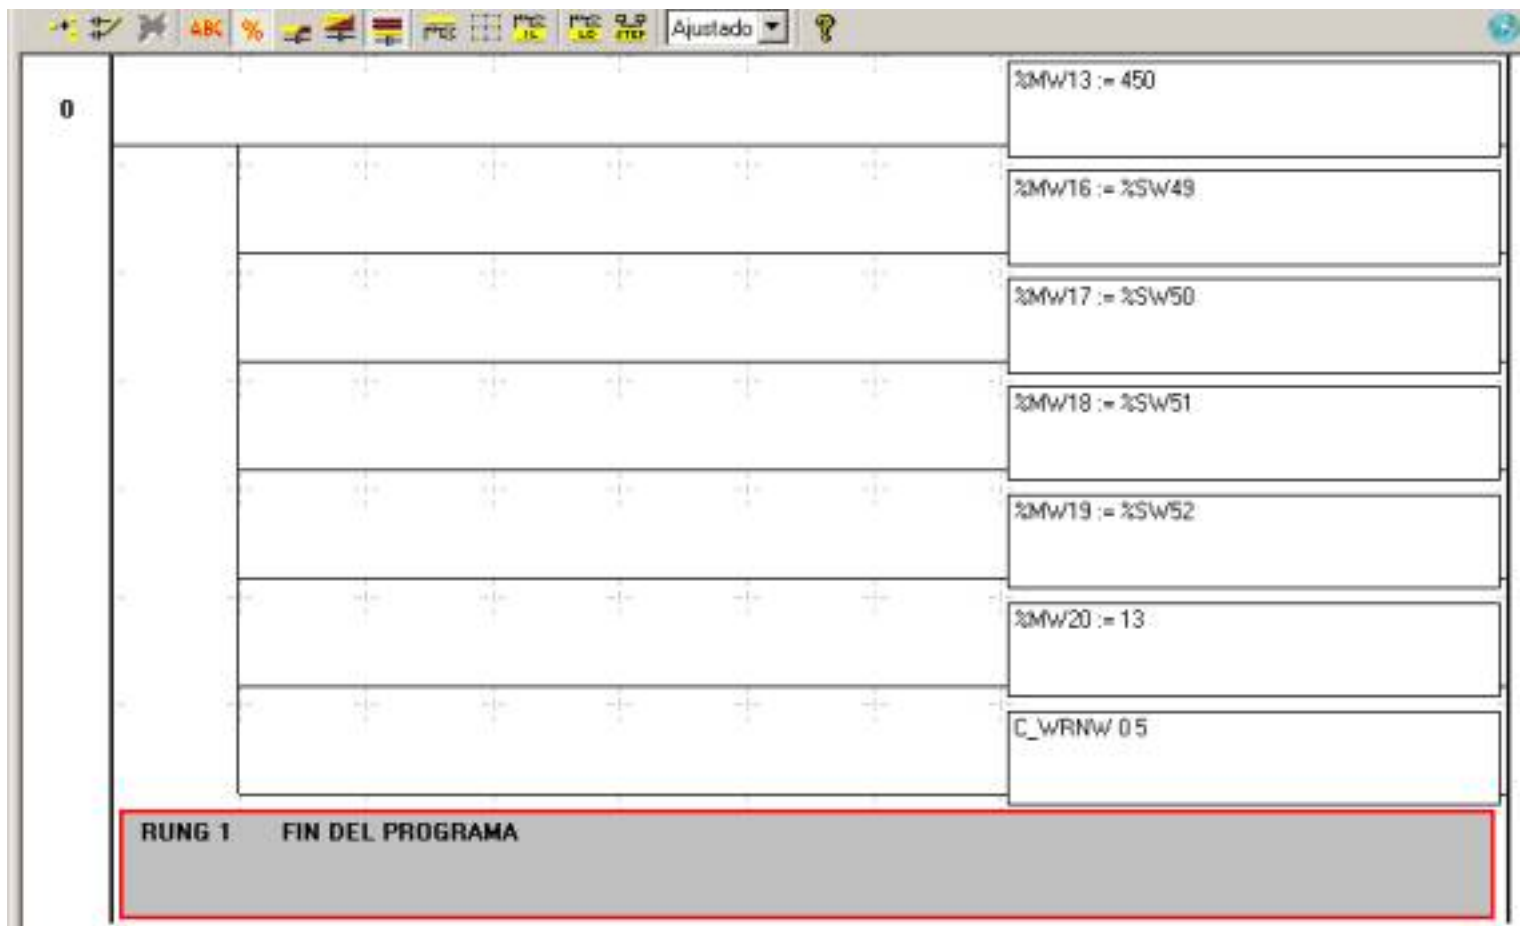 ABC %
Ajustado
%MW13 := 450
0
%MW16 := %SW49
%MW17 := %SW50
%MW18 := %SW51
%MW19 := %SW52
%MW20 := 13
C_WRNW 0 5
RUNG 1 FIN DEL PROGRAMA